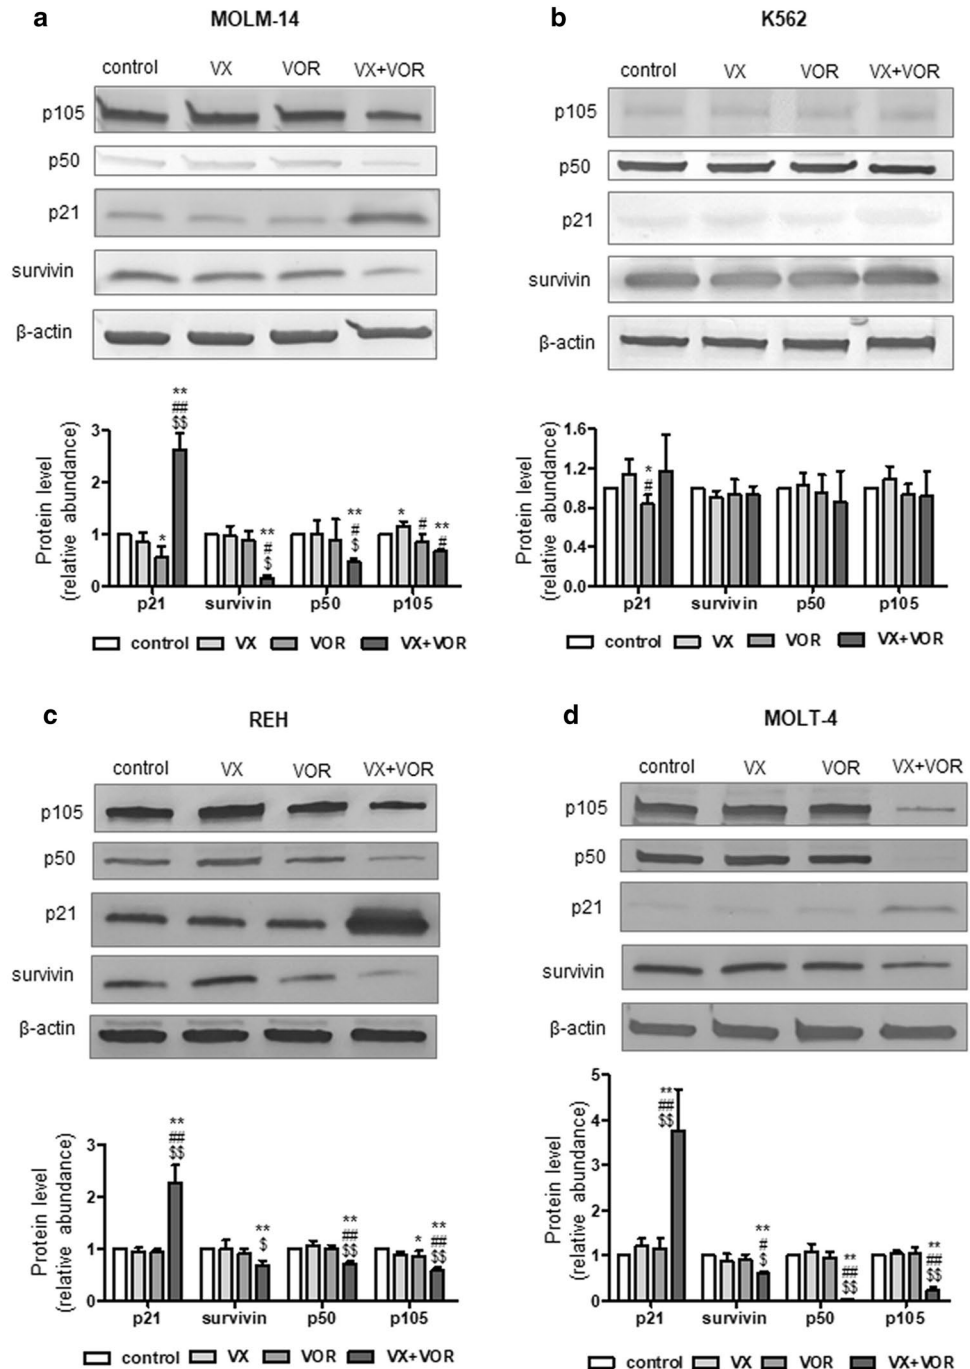 a
MOLM-14
control VX VOR VX+VOR
p105
p50
p21
survivin
β-actin
Protein level
(relative abundance)
3
2
1
0
**
##
$$
*
**
#
$
**
#
$
*
#
**
#
p21 survivin p50 p105
control VX VOR VX+VOR
b
K562
control VX VOR VX+VOR
p105
p50
p21
survivin
β-actin
Protein level
(relative abundance)
1.6
1.2
0.8
0.4
0.0
*
#
p21 survivin p50 p105
control VX VOR VX+VOR
c
REH
control VX VOR VX+VOR
p105
p50
p21
survivin
β-actin
Protein level
(relative abundance)
3
2
1
0
**
##
$$
**
$
**
##
$$
*
**
##
$$
p21 survivin p50 p105
control VX VOR VX+VOR
d
MOLT-4
control VX VOR VX+VOR
p105
p50
p21
survivin
β-actin
Protein level
(relative abundance)
5
4
3
2
1
0
**
##
$$
**
#
$
**
##
$$
**
##
$$
p21 survivin p50 p105
control VX VOR VX+VOR